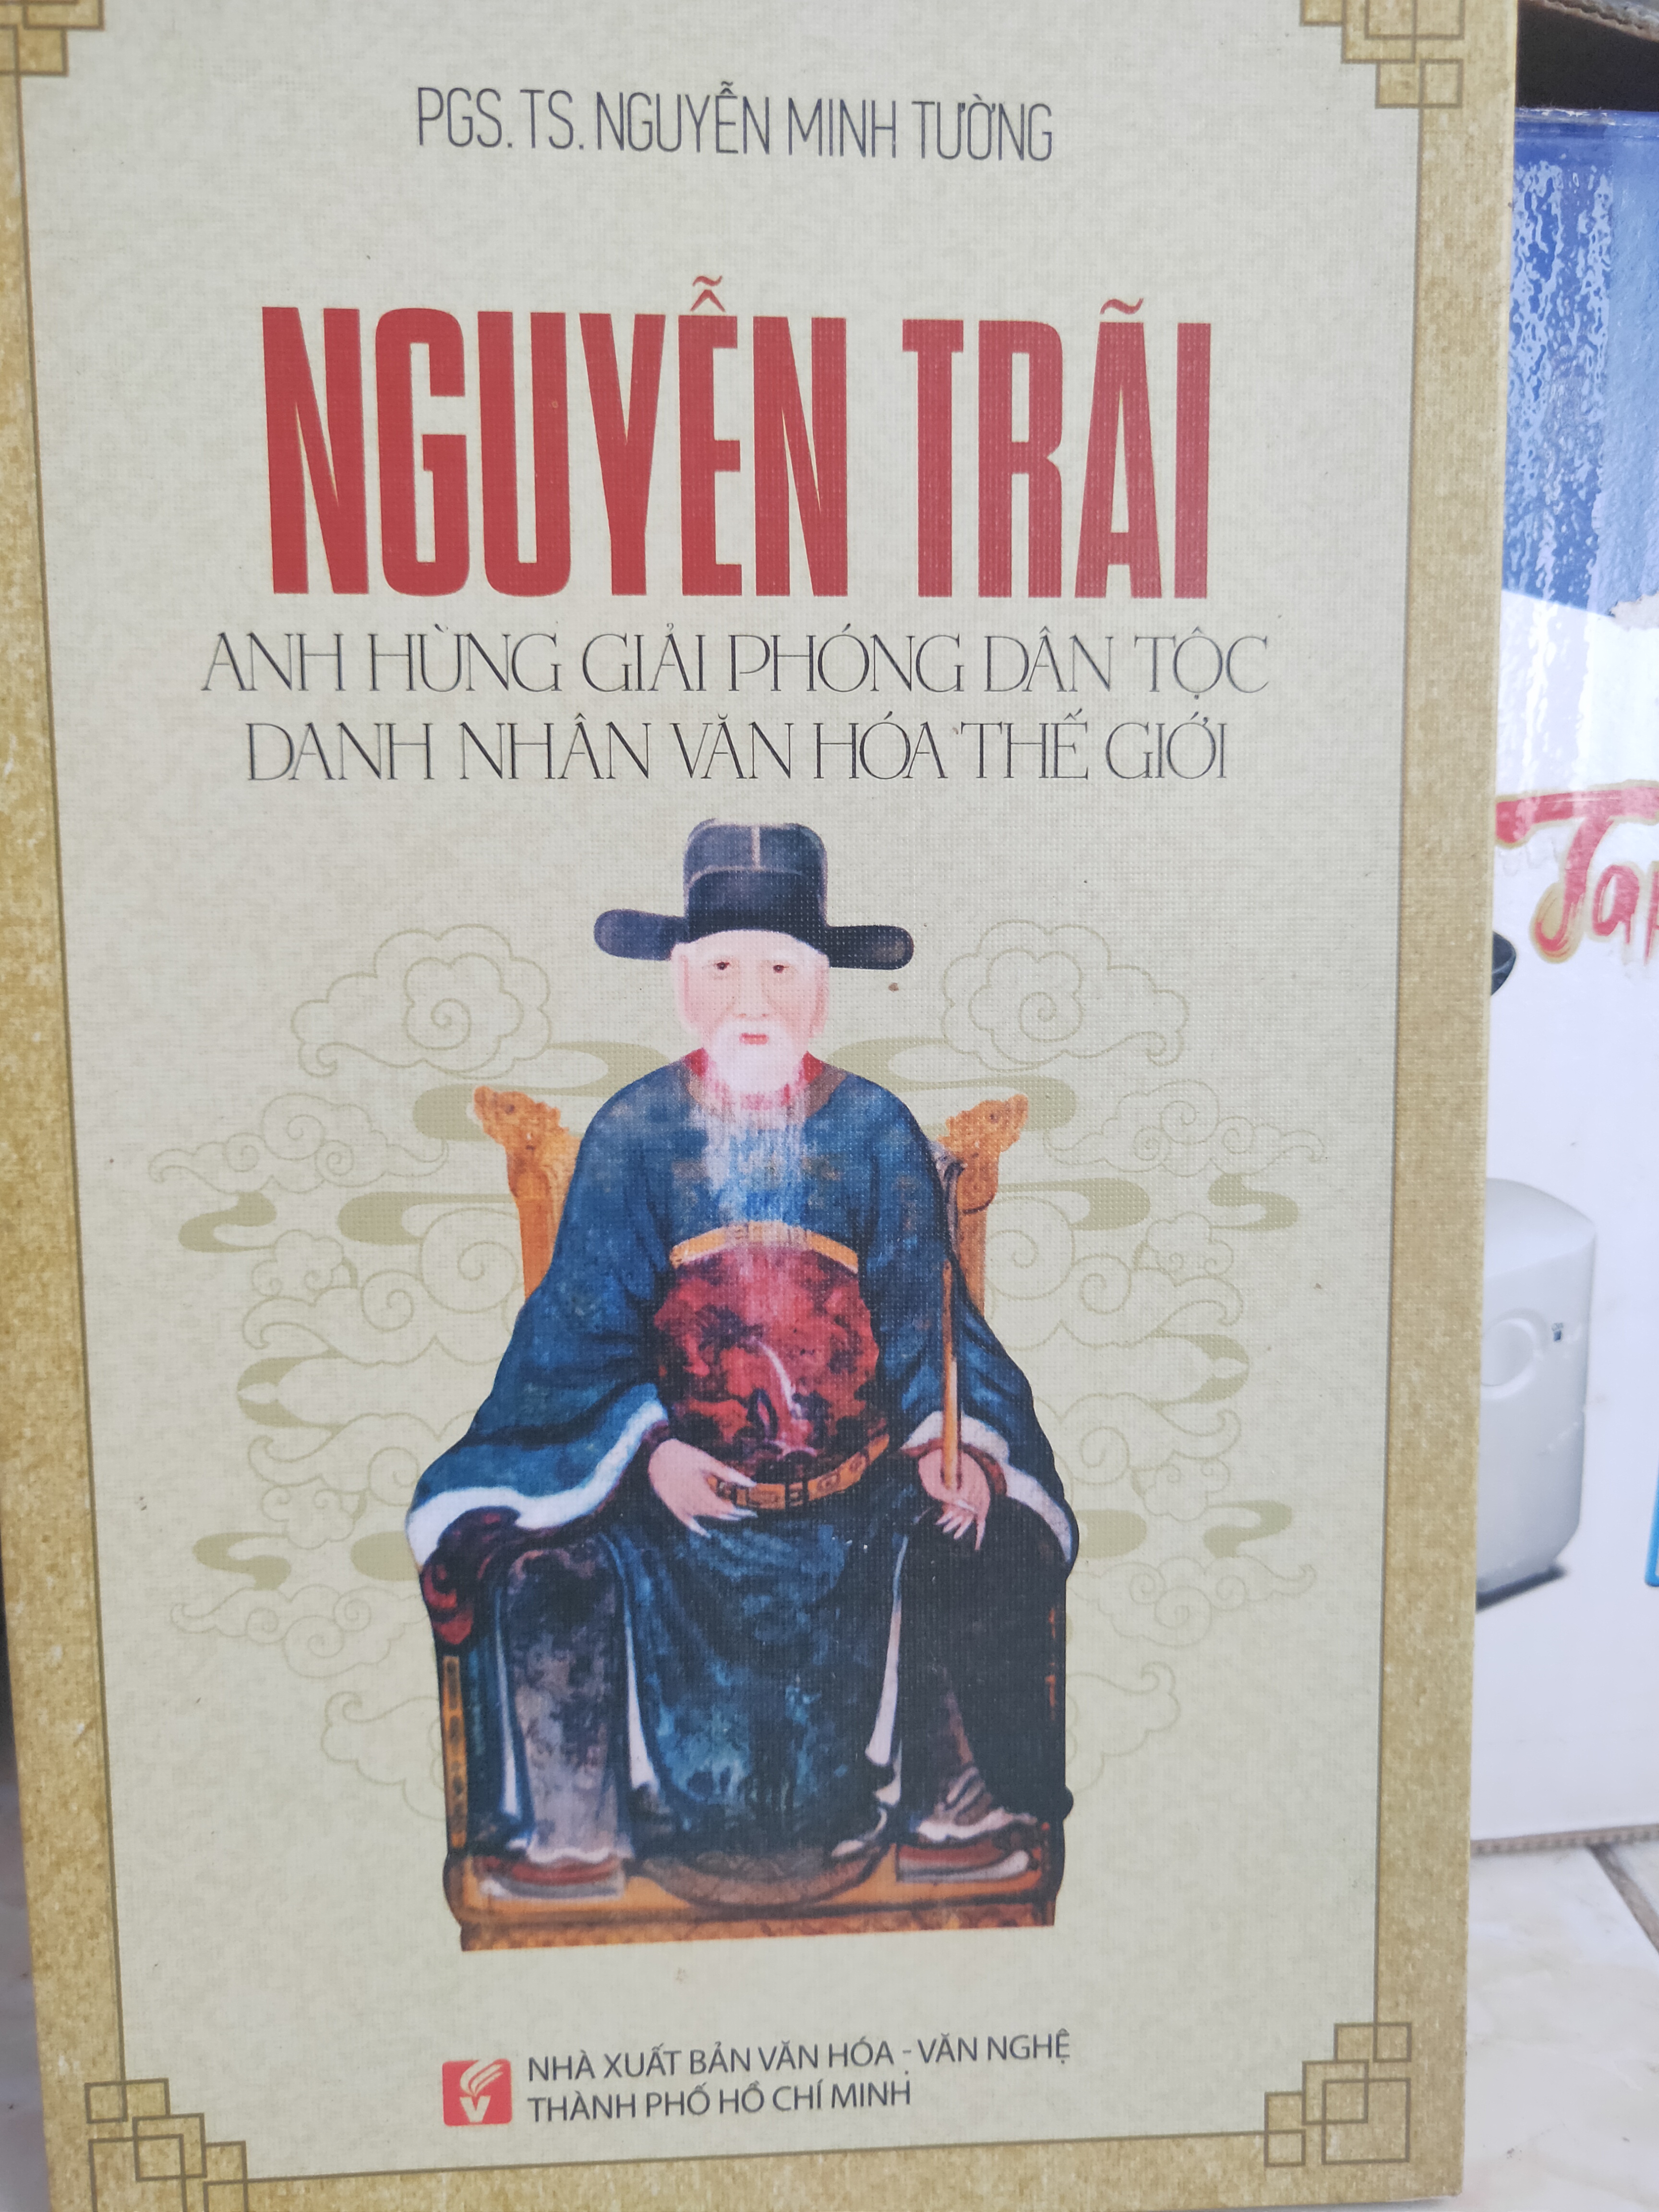 PGS. TS. NGUYỄN MINH TƯỜNG
NGUYỄN TRÃI
ANH HÙNG GIẢI PHÓNG DÂN TỘC
DANH NHÂN VĂN HÓA THẾ GIỚI
NHÀ XUẤT BẢN VĂN HÓA - VĂN NGHỆ
THÀNH PHỐ HỒ CHÍ MINH